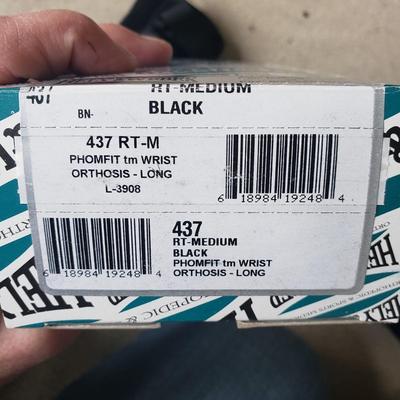 437
RT-MEDIUM
BLACK
BN-
437 RT-M
PHOMFIT tm WRIST
ORTHOSIS - LONG
L-3908
6 18984 19248 4
437
RT-MEDIUM
BLACK
PHOMFIT tm WRIST
ORTHOSIS - LONG
6 18984 19248 4
HELY &